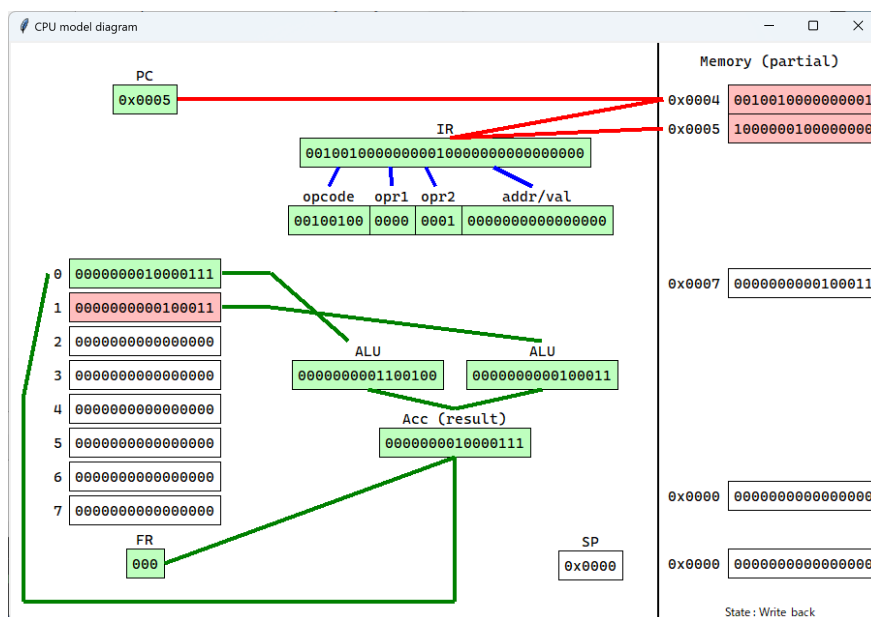 CPU model diagram
Memory (partial)
PC
0x0005
0x0004 0010010000000001
0x0005 1000000100000000
IR
00100100000000010000000000000000
opcode opr1 opr2 addr/val
00100100 0000 0001 0000000000000000
0 0000000010000111
0x0007 0000000000100011
1 0000000000100011
2 0000000000000000
ALU ALU
3 0000000000000000
0000000001100100 0000000000100011
4 0000000000000000
Acc (result)
5 0000000000000000
0000000010000111
6 0000000000000000
7 0000000000000000
0x0000 0000000000000000
FR
000
SP
0x0000
0x0000 0000000000000000
State : Write back